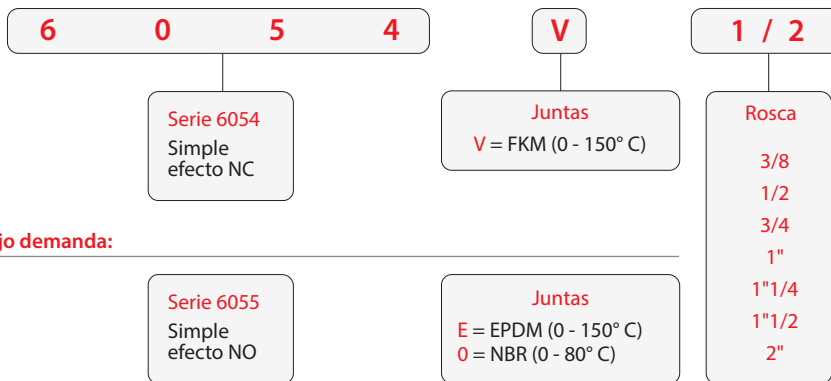 6 0 5 4
V
1 / 2
Serie 6054
Simple
efecto NC
Juntas
V = FKM (0 - 150° C)
Rosca
3/8
1/2
3/4
1"
1"1/4
1"1/2
2"
jo demanda:
Serie 6055
Simple
efecto NO
Juntas
E = EPDM (0 - 150° C)
0 = NBR (0 - 80° C)